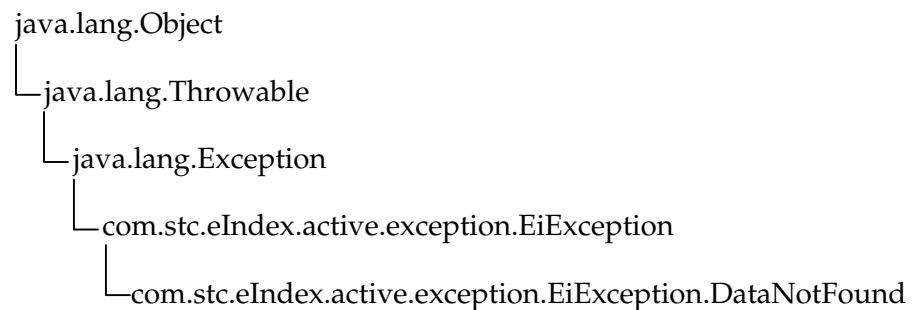 java.lang.Object
java.lang.Throwable
java.lang.Exception
com.stc.eIndex.active.exception.EiException
com.stc.eIndex.active.exception.EiException.DataNotFound